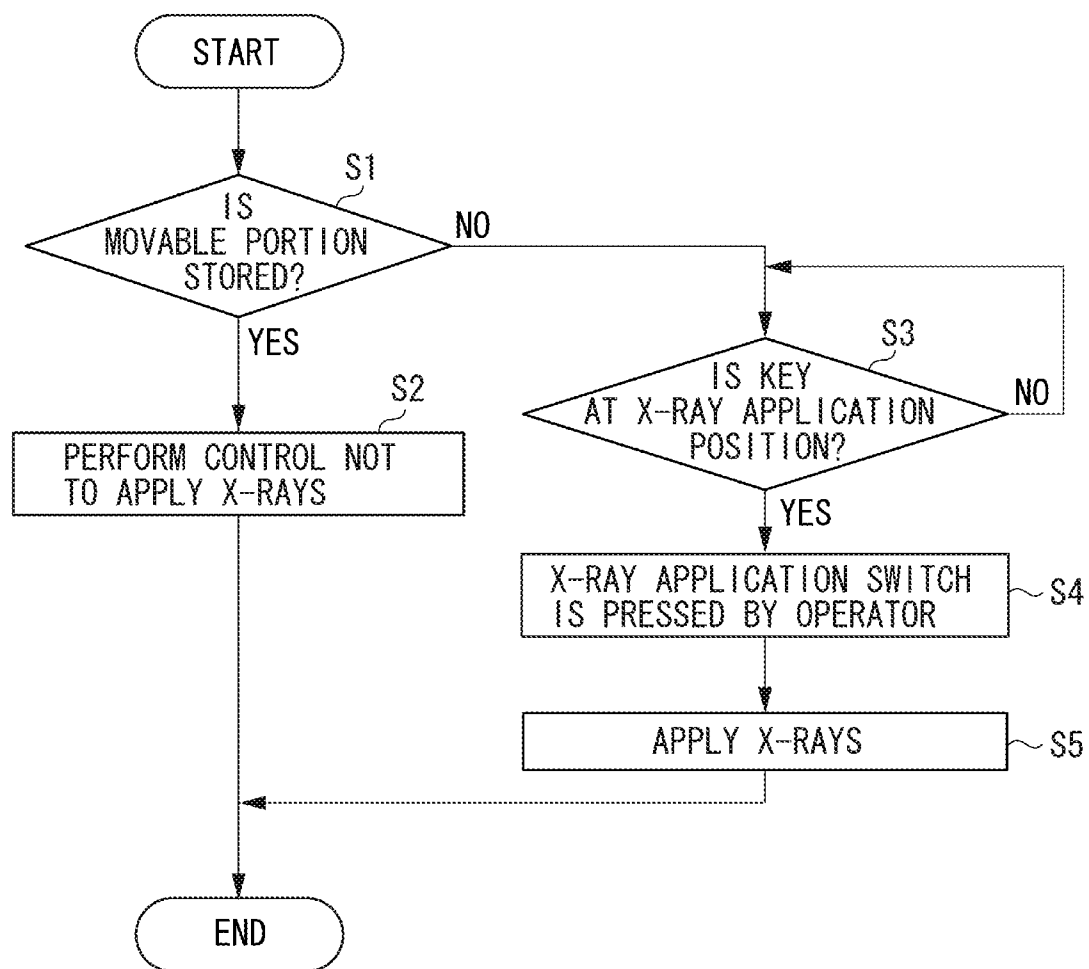 START
S1
IS
MOVABLE PORTION
STORED?
NO
YES
S2
PERFORM CONTROL NOT
TO APPLY X-RAYS
S3
IS KEY
AT X-RAY APPLICATION
POSITION?
NO
YES
X-RAY APPLICATION SWITCH
IS PRESSED BY OPERATOR
S4
APPLY X-RAYS
S5
END